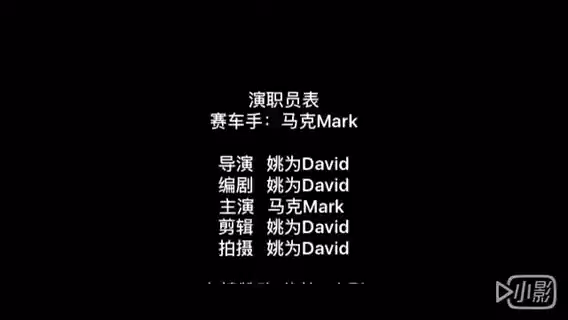 演职员表
赛车手：马克Mark
导演 姚为David
编剧 姚为David
主演 马克Mark
剪辑 姚为David
拍摄 姚为David
小影